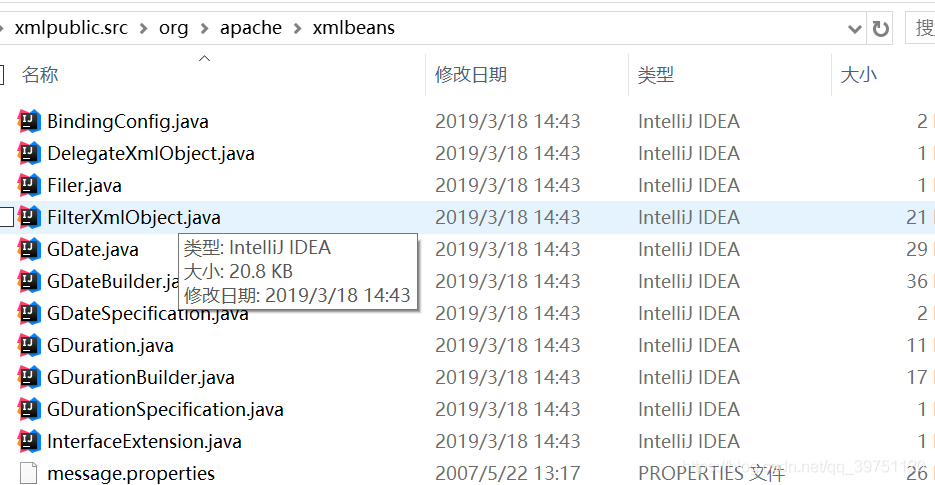 xmlpublic.src > org > apache > xmlbeans 搜
名称 修改日期 类型 大小
BindingConfig.java 2019/3/18 14:43 IntelliJ IDEA 2
DelegateXmlObject.java 2019/3/18 14:43 IntelliJ IDEA 1
Filer.java 2019/3/18 14:43 IntelliJ IDEA 1
FilterXmlObject.java 2019/3/18 14:43 IntelliJ IDEA 21
GDate.java 2019/3/18 14:43 IntelliJ IDEA 29
类型: IntelliJ IDEA
大小: 20.8 KB
修改日期: 2019/3/18 14:43
GDateBuilder.ja 2019/3/18 14:43 IntelliJ IDEA 36
GDateSpecification.java 2019/3/18 14:43 IntelliJ IDEA 2
GDuration.java 2019/3/18 14:43 IntelliJ IDEA 11
GDurationBuilder.java 2019/3/18 14:43 IntelliJ IDEA 17
GDurationSpecification.java 2019/3/18 14:43 IntelliJ IDEA 1
InterfaceExtension.java 2019/3/18 14:43 IntelliJ IDEA 1
message.properties 2007/5/22 13:17 PROPERTIES 文件 26